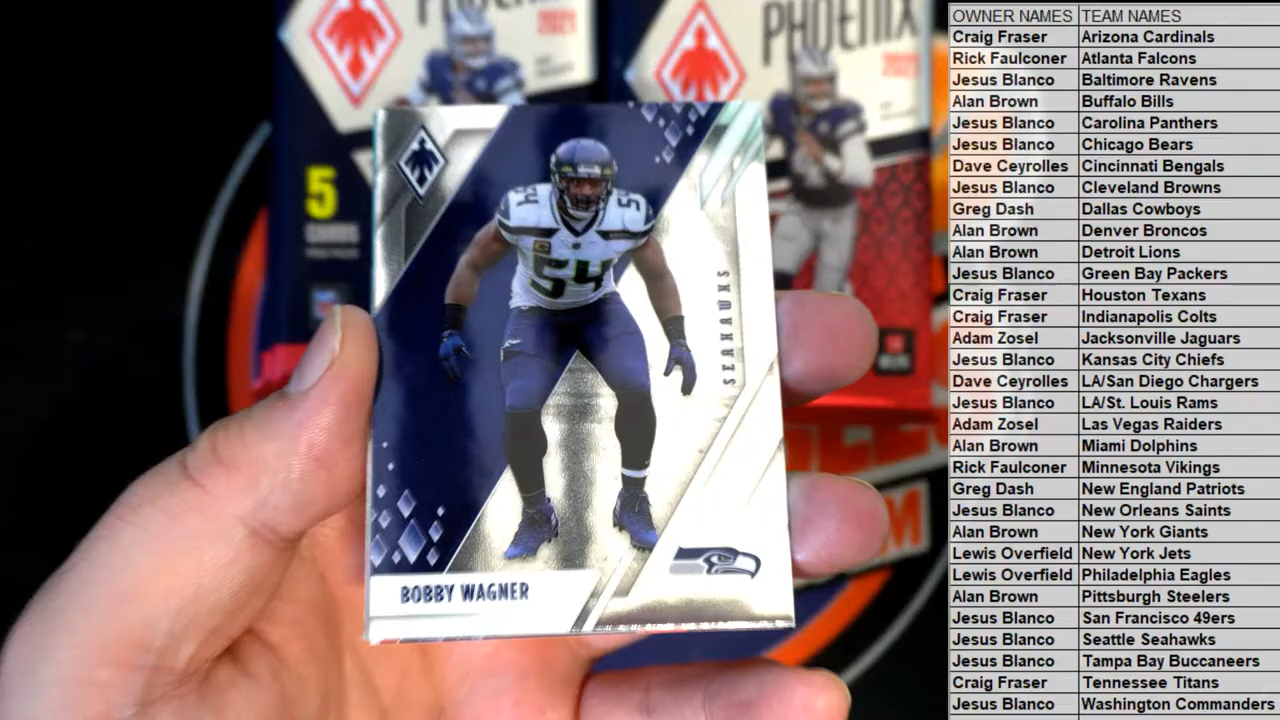 PHOENIX
2021
PHOENIX
2021
5
CARDS
54
54
54
SEAHAWKS
BOBBY WAGNER
OWNER NAMES TEAM NAMES
Craig Fraser Arizona Cardinals
Rick Faulconer Atlanta Falcons
Jesus Blanco Baltimore Ravens
Alan Brown Buffalo Bills
Jesus Blanco Carolina Panthers
Jesus Blanco Chicago Bears
Dave Ceyrolles Cincinnati Bengals
Jesus Blanco Cleveland Browns
Greg Dash Dallas Cowboys
Alan Brown Denver Broncos
Alan Brown Detroit Lions
Jesus Blanco Green Bay Packers
Craig Fraser Houston Texans
Craig Fraser Indianapolis Colts
Adam Zosel Jacksonville Jaguars
Jesus Blanco Kansas City Chiefs
Dave Ceyrolles LA/San Diego Chargers
Jesus Blanco LA/St. Louis Rams
Adam Zosel Las Vegas Raiders
Alan Brown Miami Dolphins
Rick Faulconer Minnesota Vikings
Greg Dash New England Patriots
Jesus Blanco New Orleans Saints
Alan Brown New York Giants
Lewis Overfield New York Jets
Lewis Overfield Philadelphia Eagles
Alan Brown Pittsburgh Steelers
Jesus Blanco San Francisco 49ers
Jesus Blanco Seattle Seahawks
Jesus Blanco Tampa Bay Buccaneers
Craig Fraser Tennessee Titans
Jesus Blanco Washington Commanders